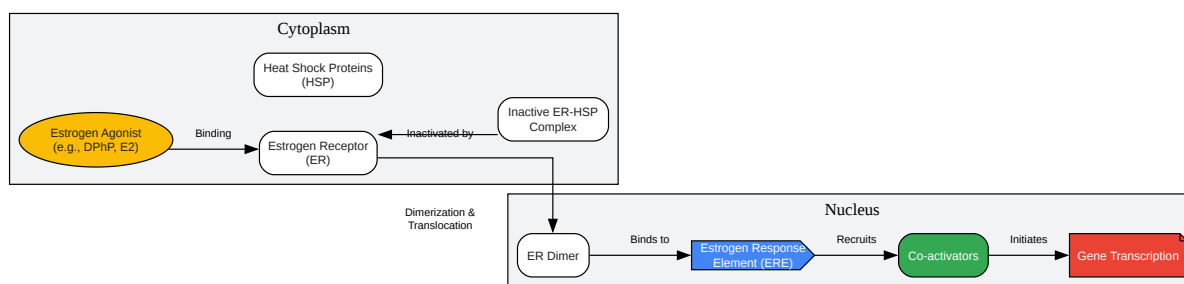 Cytoplasm
Heat Shock Proteins
(HSP)
Inactive ER-HSP
Complex
Estrogen Agonist
(e.g., DPhP, E2)
Binding
Estrogen Receptor
(ER)
Inactivated by
Dimerization &
Translocation
Nucleus
ER Dimer
Binds to
Estrogen Response
Element (ERE)
Recruits
Co-activators
Initiates
Gene Transcription